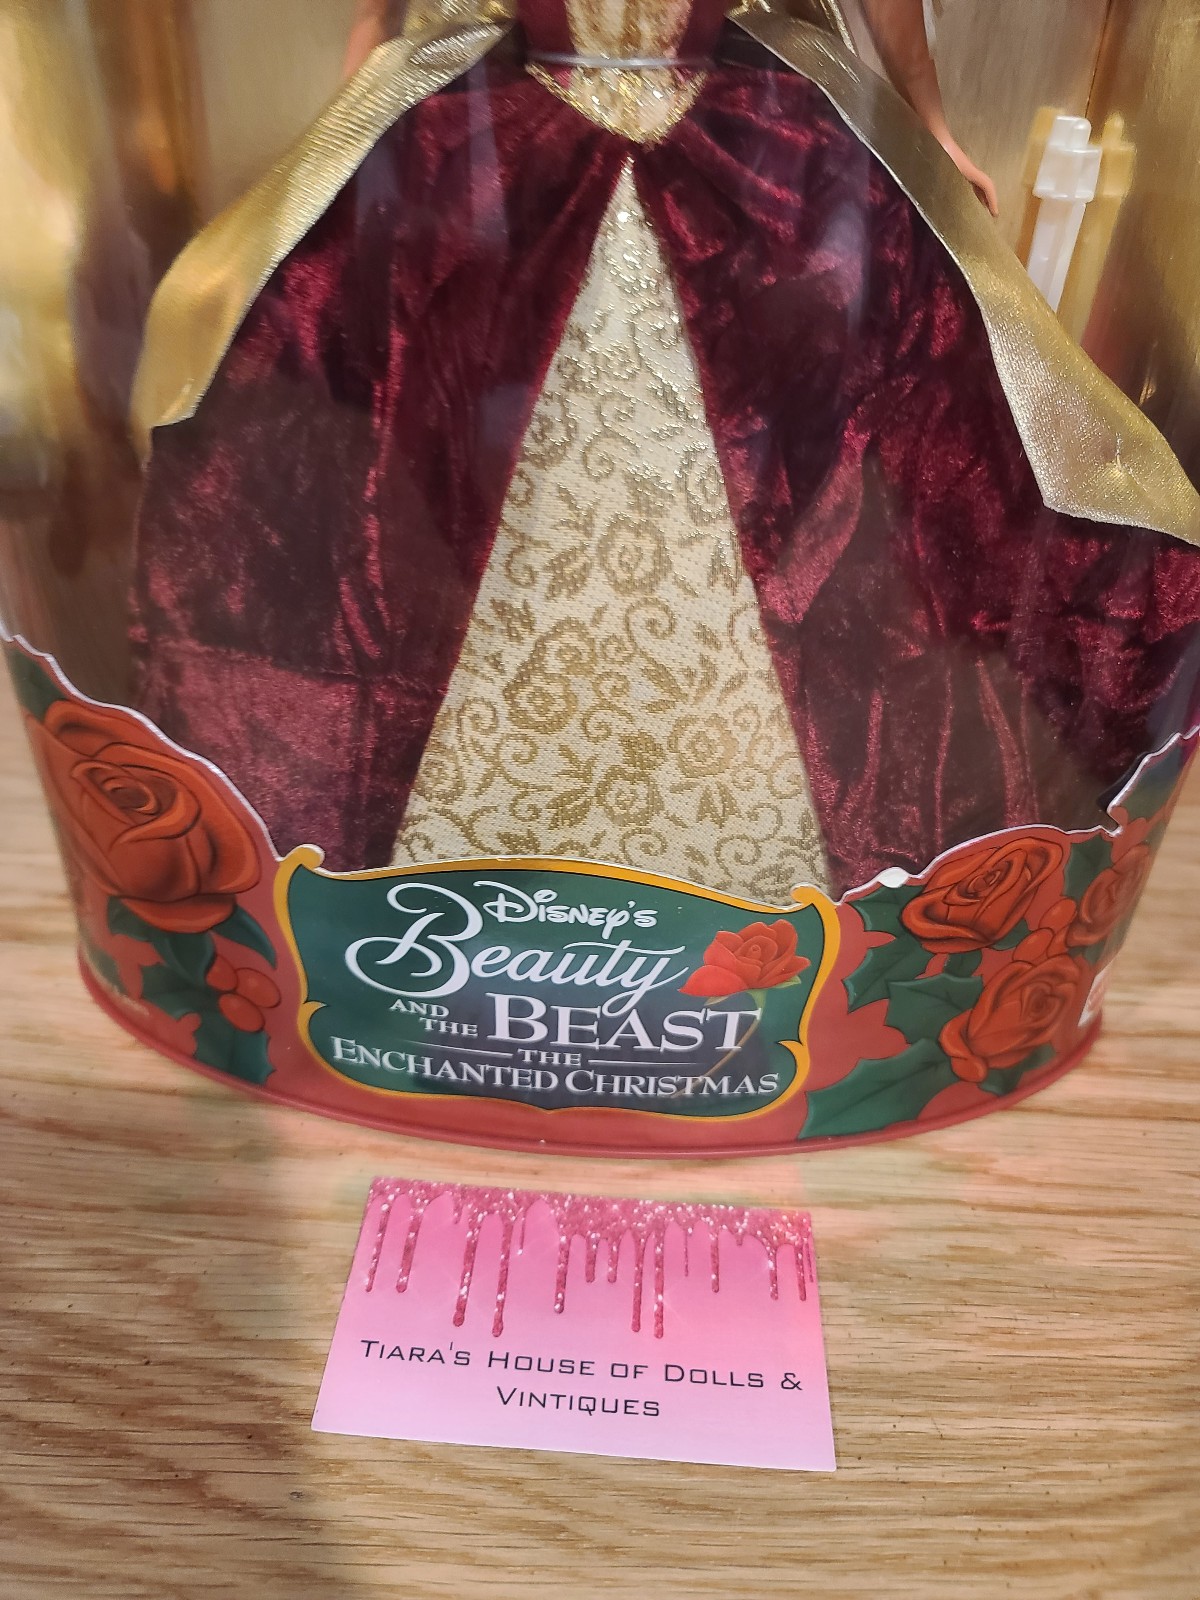 Disney's
Beauty
AND THE BEAST
THE
ENCHANTED CHRISTMAS
TIARA'S HOUSE OF DOLLS &
VINTIQUES